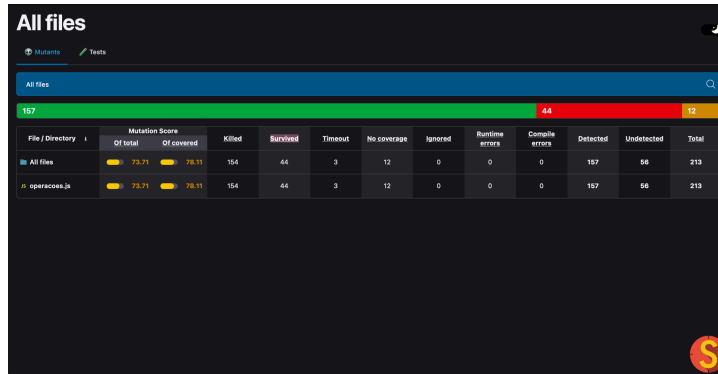 All files
Mutants Tests
All files
157 44 12
File / Directory Mutation Score Killed Survived Timeout No coverage Ignored Runtime errors Compile errors Detected Undetected Total
Of total Of covered
All files 73.71 78.11 154 44 3 12 0 0 0 157 56 213
JS operacoes.js 73.71 78.11 154 44 3 12 0 0 0 157 56 213
S